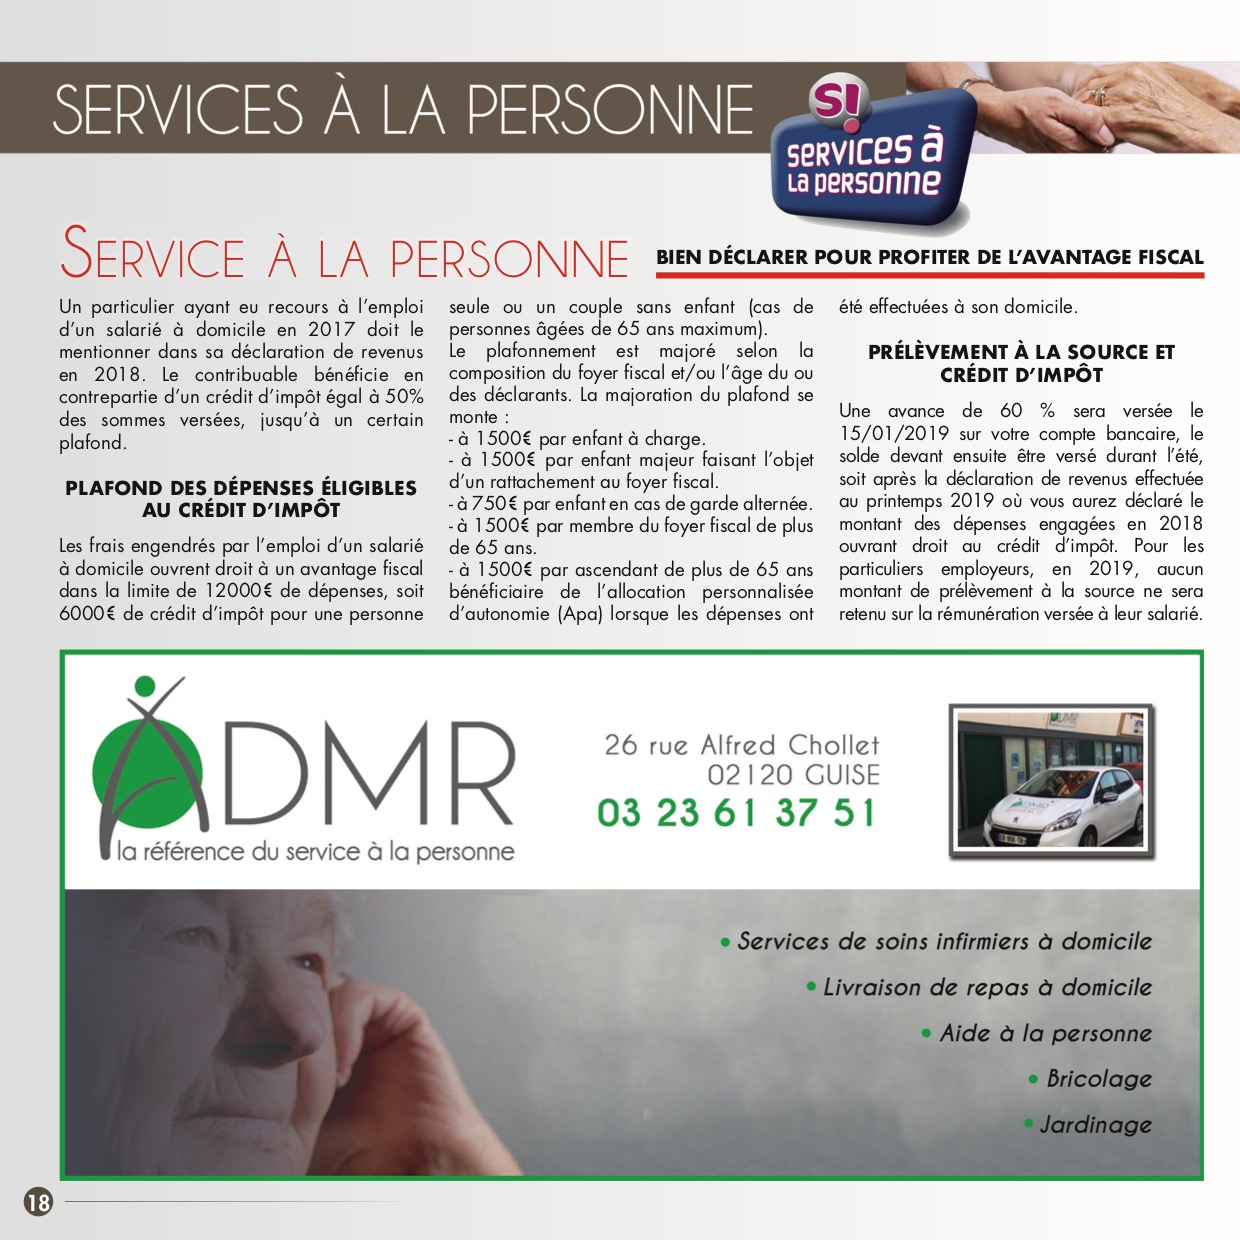 SERVICES À LA PERSONNE
S!
SERVICES à
LA PERSONNE
SERVICE À LA PERSONNE
BIEN DÉCLARER POUR PROFITER DE L'AVANTAGE FISCAL
Un particulier ayant eu recours à l'emploi
d'un salarié à domicile en 2017 doit le
mentionner dans sa déclaration de revenus
en 2018. Le contribuable bénéficie en
contrepartie d'un crédit d'impôt égal à 50%
des sommes versées, jusqu'à un certain
plafond.
PLAFOND DES DÉPENSES ÉLIGIBLES
AU CRÉDIT D'IMPÔT
Les frais engendrés par l'emploi d'un salarié
à domicile ouvrent droit à un avantage fiscal
dans la limite de 12000€ de dépenses, soit
6000€ de crédit d'impôt pour une personne
seule ou un couple sans enfant (cas de
personnes âgées de 65 ans maximum).
Le plafonnement est majoré selon la
composition du foyer fiscal et/ou l'âge du ou
des déclarants. La majoration du plafond se
monte :
- à 1500€ par enfant à charge.
- à 1500€ par enfant majeur faisant l'objet
d'un rattachement au foyer fiscal.
- à 750€ par enfant en cas de garde alternée.
- à 1500€ par membre du foyer fiscal de plus
de 65 ans.
- à 1500€ par ascendant de plus de 65 ans
bénéficiaire de l'allocation personnalisée
d'autonomie (Apa) lorsque les dépenses ont
été effectuées à son domicile.
PRÉLÈVEMENT À LA SOURCE ET
CRÉDIT D'IMPÔT
Une avance de 60 % sera versée le
15/01/2019 sur votre compte bancaire, le
solde devant ensuite être versé durant l'été,
soit après la déclaration de revenus effectuée
au printemps 2019 où vous aurez déclaré le
montant des dépenses engagées en 2018
ouvrant droit au crédit d'impôt. Pour les
particuliers employeurs, en 2019, aucun
montant de prélèvement à la source ne sera
retenu sur la rémunération versée à leur salarié.
ADMR
la référence du service à la personne
26 rue Alfred Chollet
02120 GUISE
03 23 61 37 51
ADMR
• Services de soins infirmiers à domicile
• Livraison de repas à domicile
• Aide à la personne
• Bricolage
• Jardinage
18